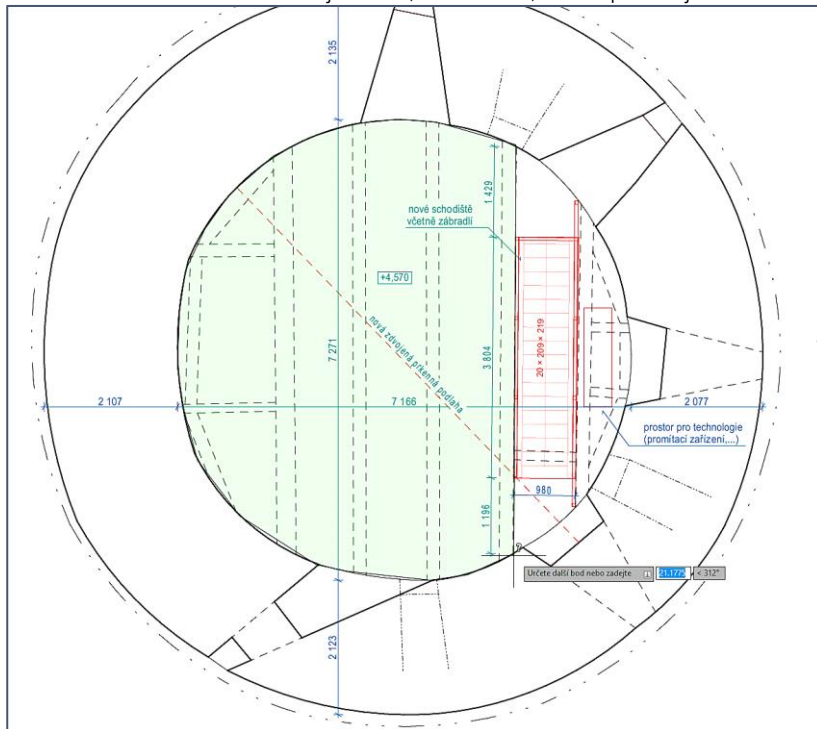 2 135
1 429
nové schodiště
včetně zábradlí
+4,570
20 × 209 × 219
nová zdvojená prkenná podlaha
7 271
3 804
2 107
7 166
2 077
prostor pro technologie
(promítací zařízení,...)
980
1 196
Určete další bod nebo zadejte
21.1775
< 312°
2 123